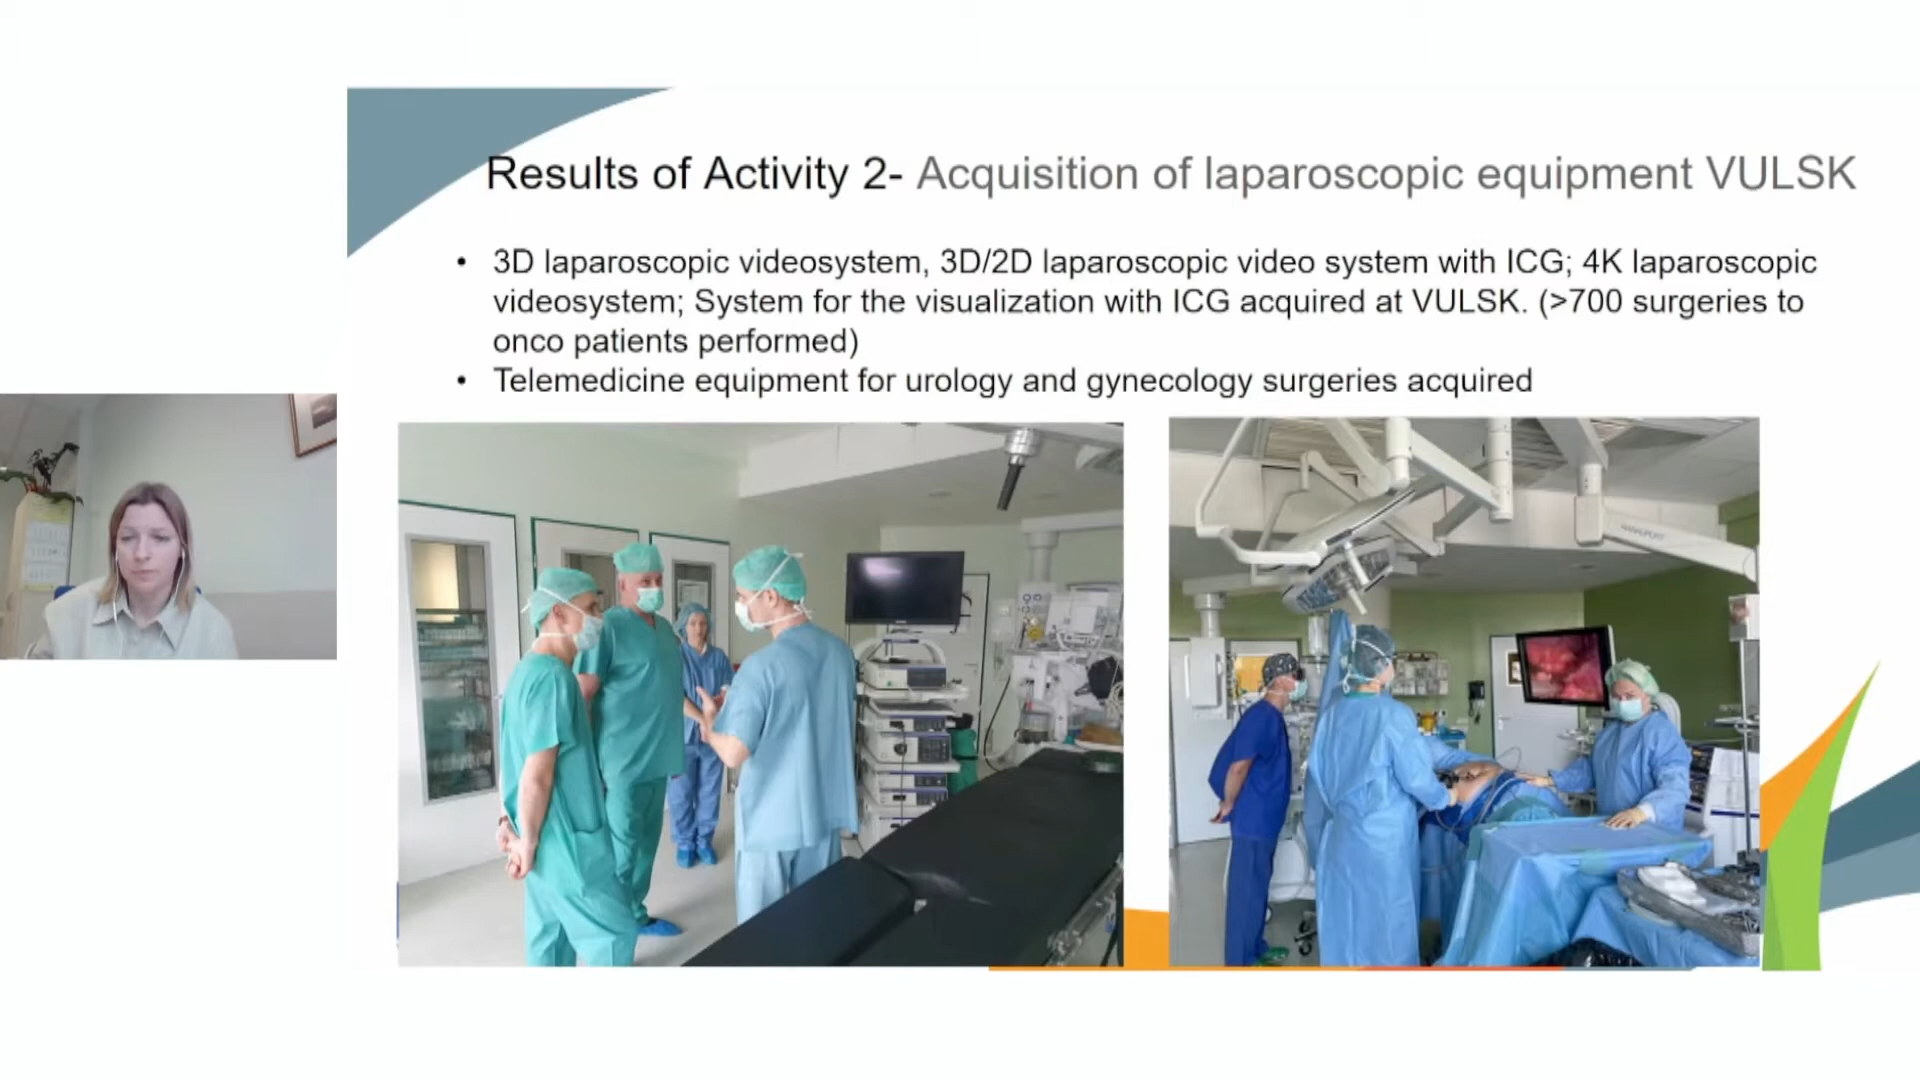 Results of Activity 2- Acquisition of laparoscopic equipment VULSK
• 3D laparoscopic videosystem, 3D/2D laparoscopic video system with ICG; 4K laparoscopic
videosystem; System for the visualization with ICG acquired at VULSK. (>700 surgeries to
onco patients performed)
• Telemedicine equipment for urology and gynecology surgeries acquired